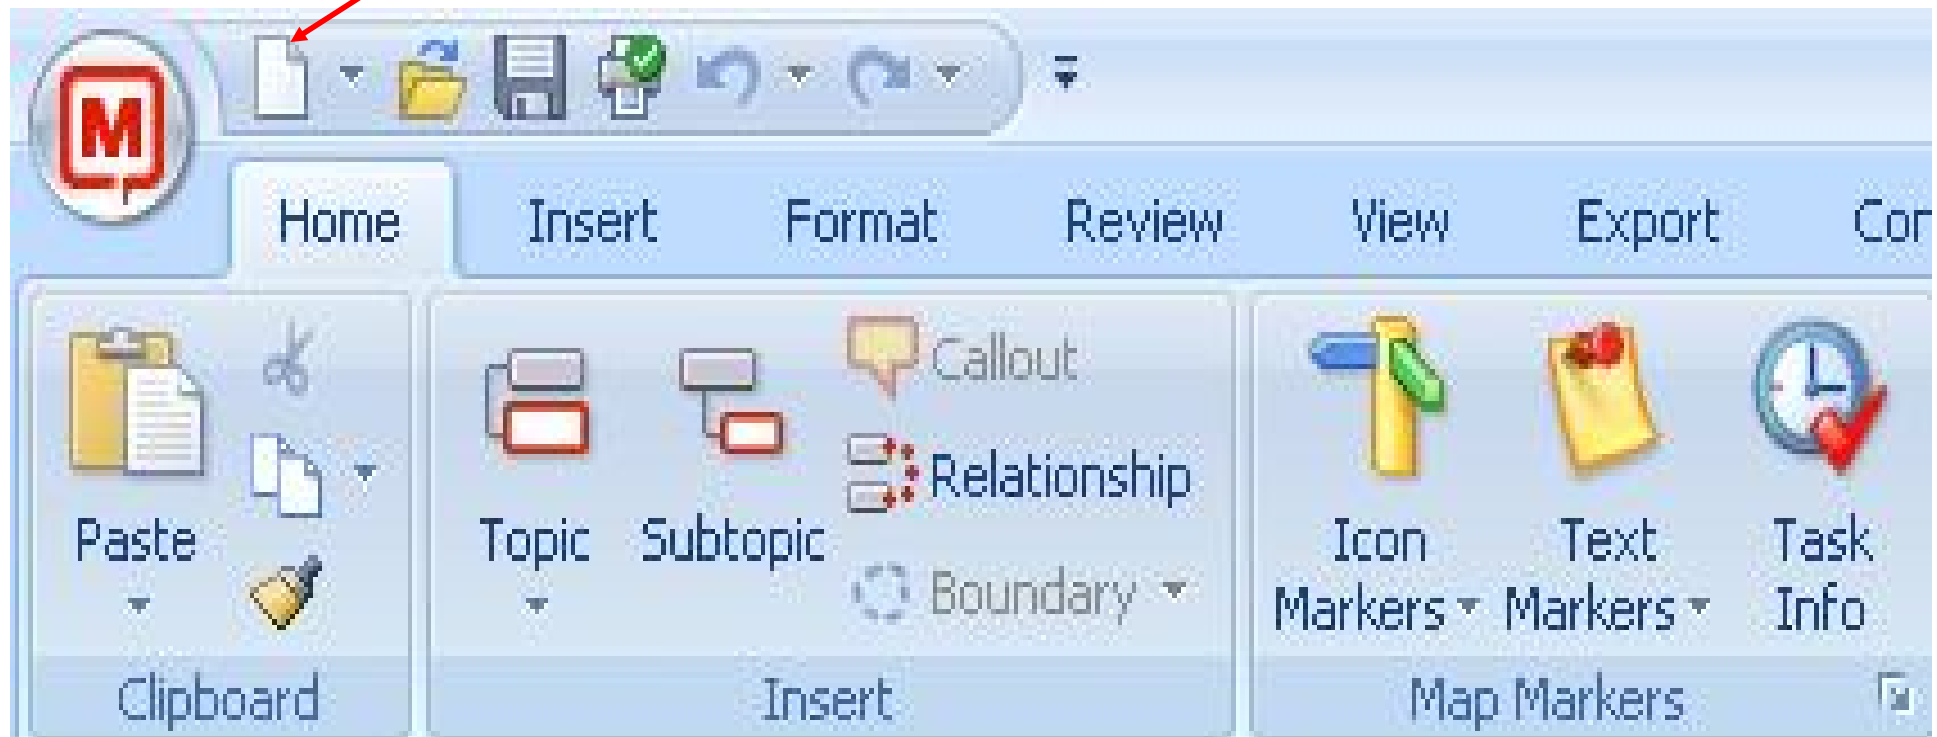 M
Home Insert Format Review View Export Cor
Callout
Relationship
Paste Topic Subtopic Icon Text Task
Boundary Markers Markers Info
Clipboard Insert Map Markers